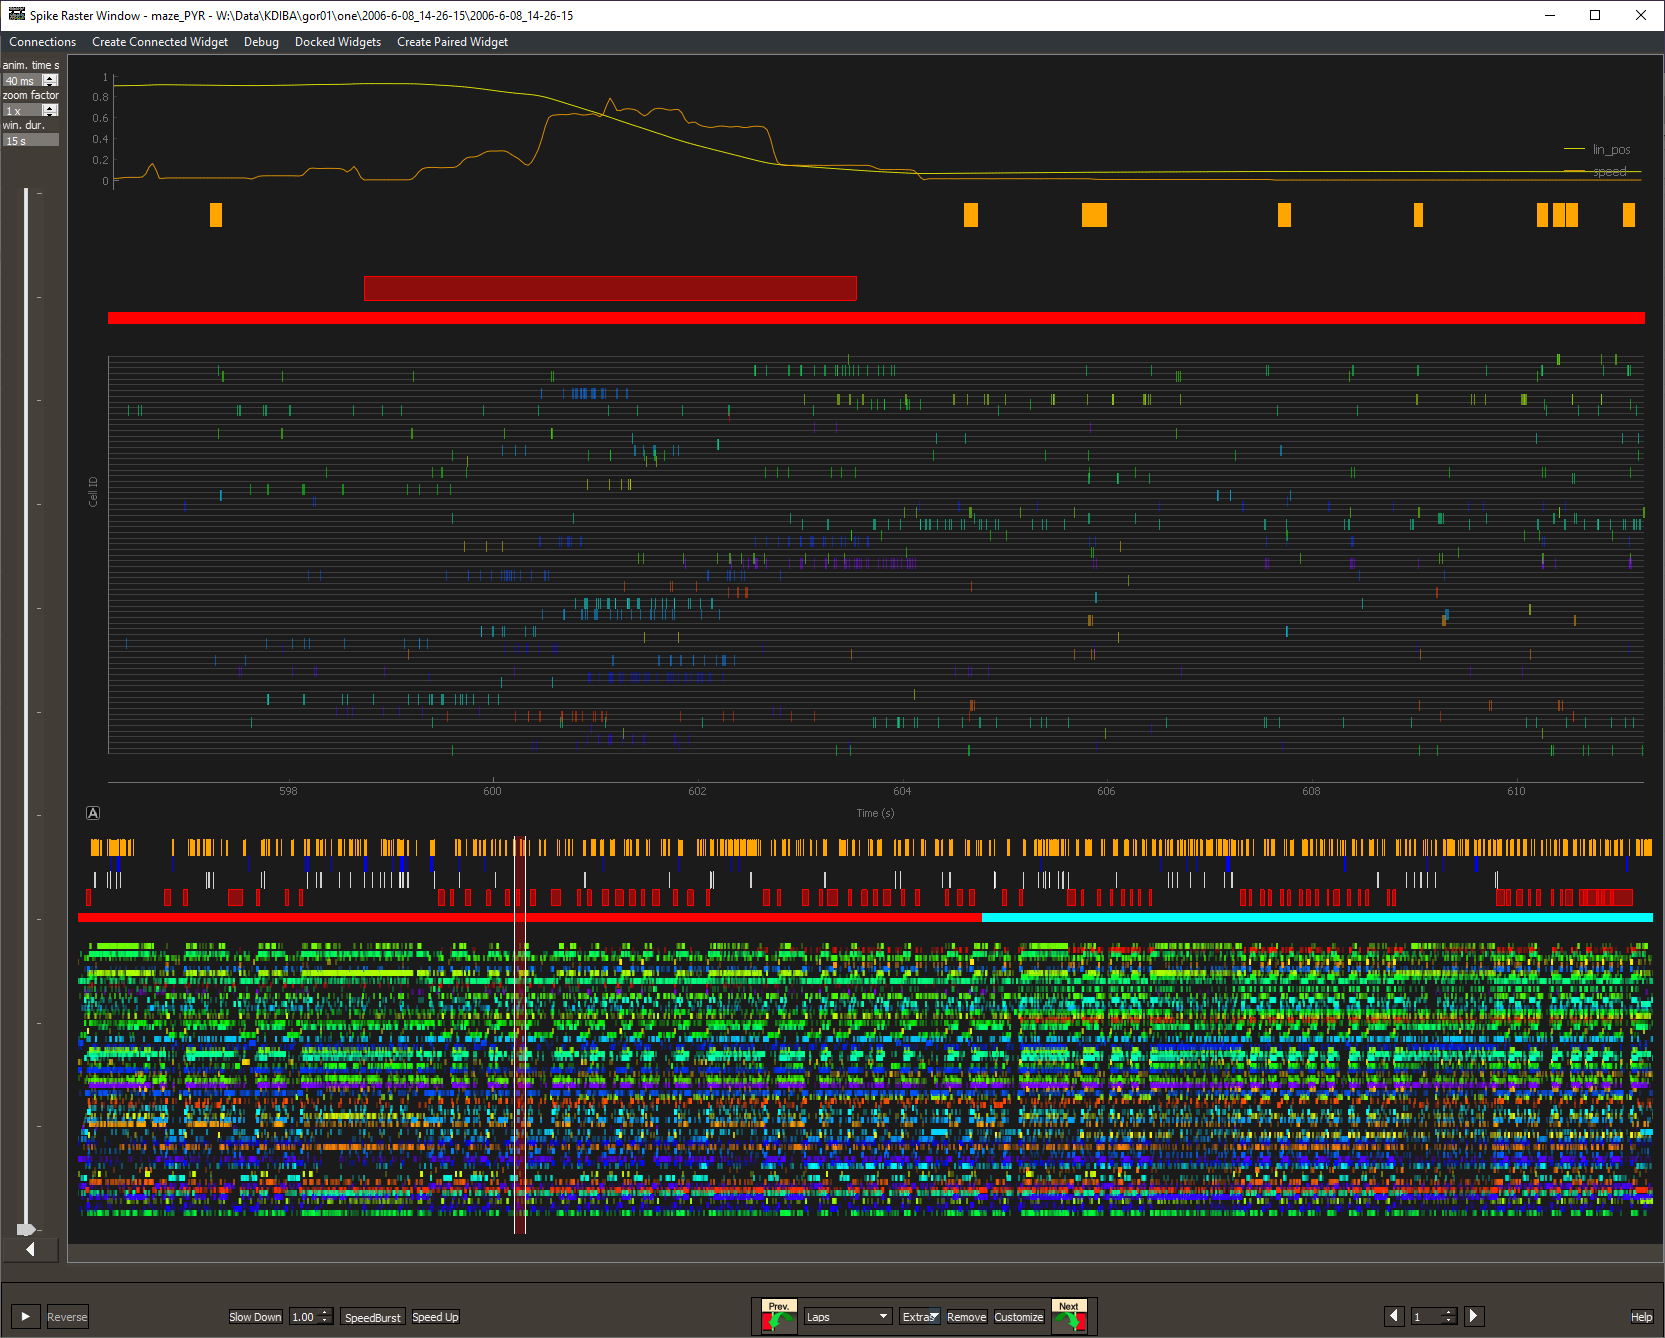 Spike Raster Window - maze_PYR - W:\Data\KDIBA\gor01\one\2006-6-08_14-26-15\2006-6-08_14-26-15
Connections Create Connected Widget Debug Docked Widgets Create Paired Widget
anim. time s
40 ms
zoom factor
1 x
win. dur.
15 s
1
0.8
0.6
0.4
0.2
0
lin_pos
speed
Cell ID
598 600 602 604 606 608 610
Time (s)
A
Reverse
Slow Down 1.00 SpeedBurst Speed Up
Prev. Laps Extras Remove Customize Next
1
Help